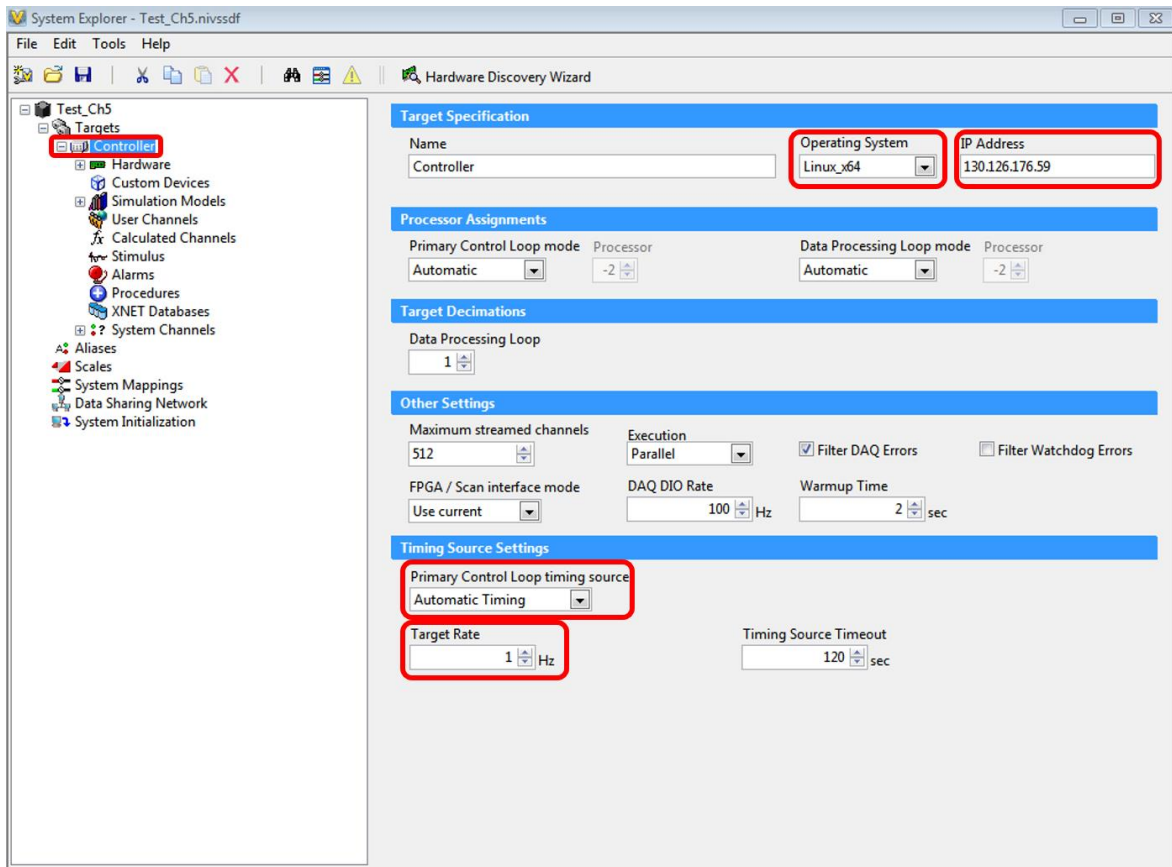 System Explorer - Test_Ch5.nivssdf
File Edit Tools Help
Hardware Discovery Wizard
Test_Ch5
Targets
Controller
Hardware
Custom Devices
Simulation Models
User Channels
fx Calculated Channels
Stimulus
Alarms
Procedures
XNET Databases
System Channels
Aliases
Scales
System Mappings
Data Sharing Network
System Initialization
Target Specification
Name Operating System IP Address
Controller Linux_x64 130.126.176.59
Processor Assignments
Primary Control Loop mode Processor Data Processing Loop mode Processor
Automatic -2 Automatic -2
Target Decimations
Data Processing Loop
1
Other Settings
Maximum streamed channels Execution
512 Parallel Filter DAQ Errors Filter Watchdog Errors
FPGA / Scan interface mode DAQ DIO Rate Warmup Time
Use current 100 Hz 2 sec
Timing Source Settings
Primary Control Loop timing source
Automatic Timing
Target Rate Timing Source Timeout
1 Hz 120 sec